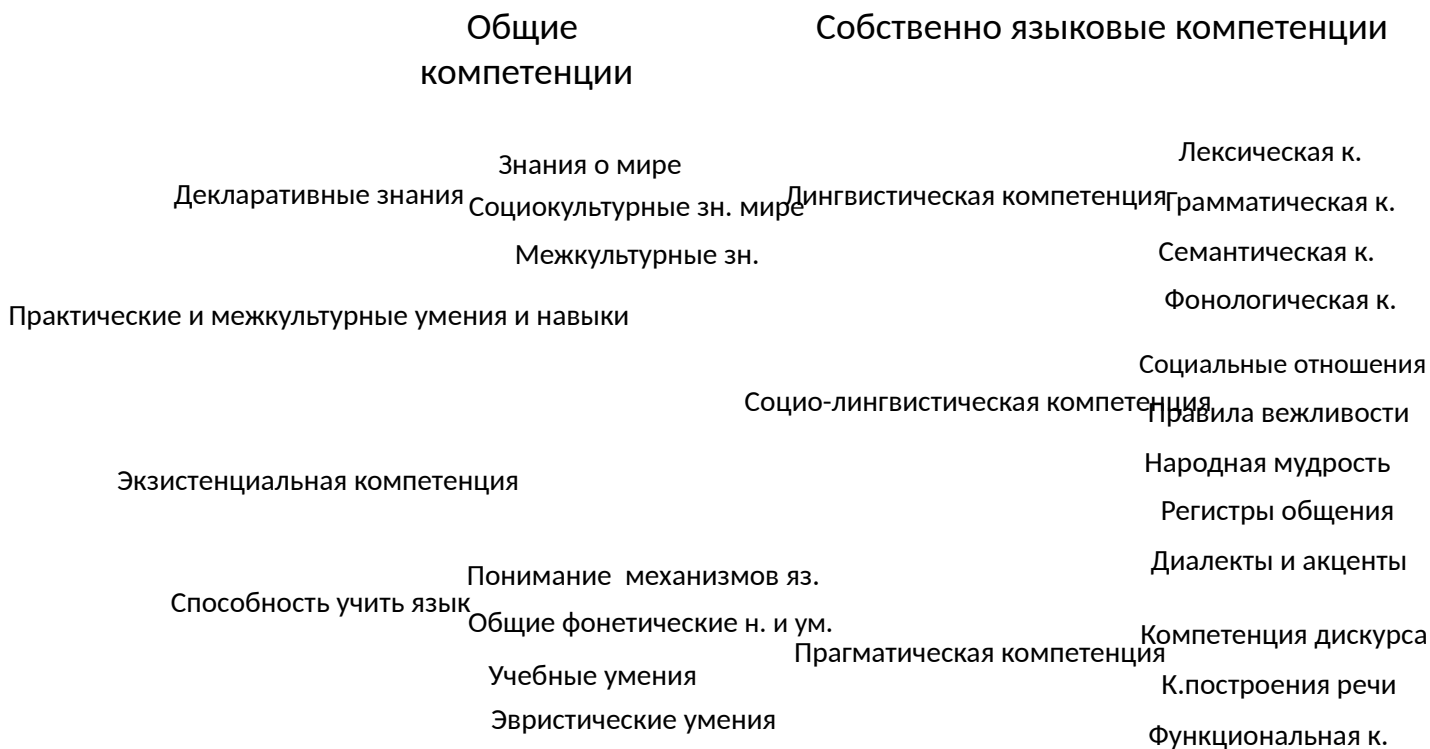 Общие
компетенции
Собственно языковые компетенции
Декларативные знания
Знания о мире
Социокультурные зн. мире
Межкультурные зн.
Практические и межкультурные умения и навыки
Экзистенциальная компетенция
Способность учить язык
Понимание механизмов яз.
Общие фонетические н. и ум.
Учебные умения
Эвристические умения
Лингвистическая компетенция
Лексическая к.
Грамматическая к.
Семантическая к.
Фонологическая к.
Социо-лингвистическая компетенция
Социальные отношения
Правила вежливости
Народная мудрость
Регистры общения
Диалекты и акценты
Прагматическая компетенция
Компетенция дискурса
К.построения речи
Функциональная к.